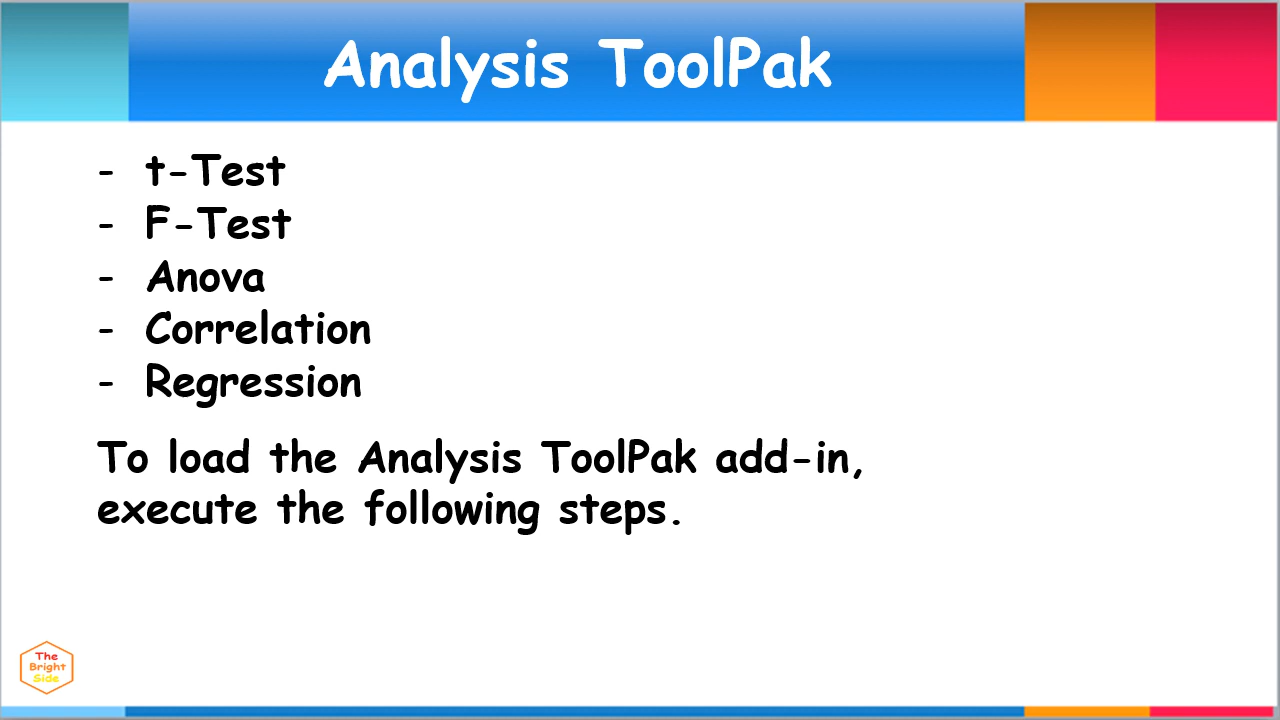 Analysis ToolPak
- t-Test
- F-Test
- Anova
- Correlation
- Regression
To load the Analysis ToolPak add-in,
execute the following steps.
The
Bright
Side